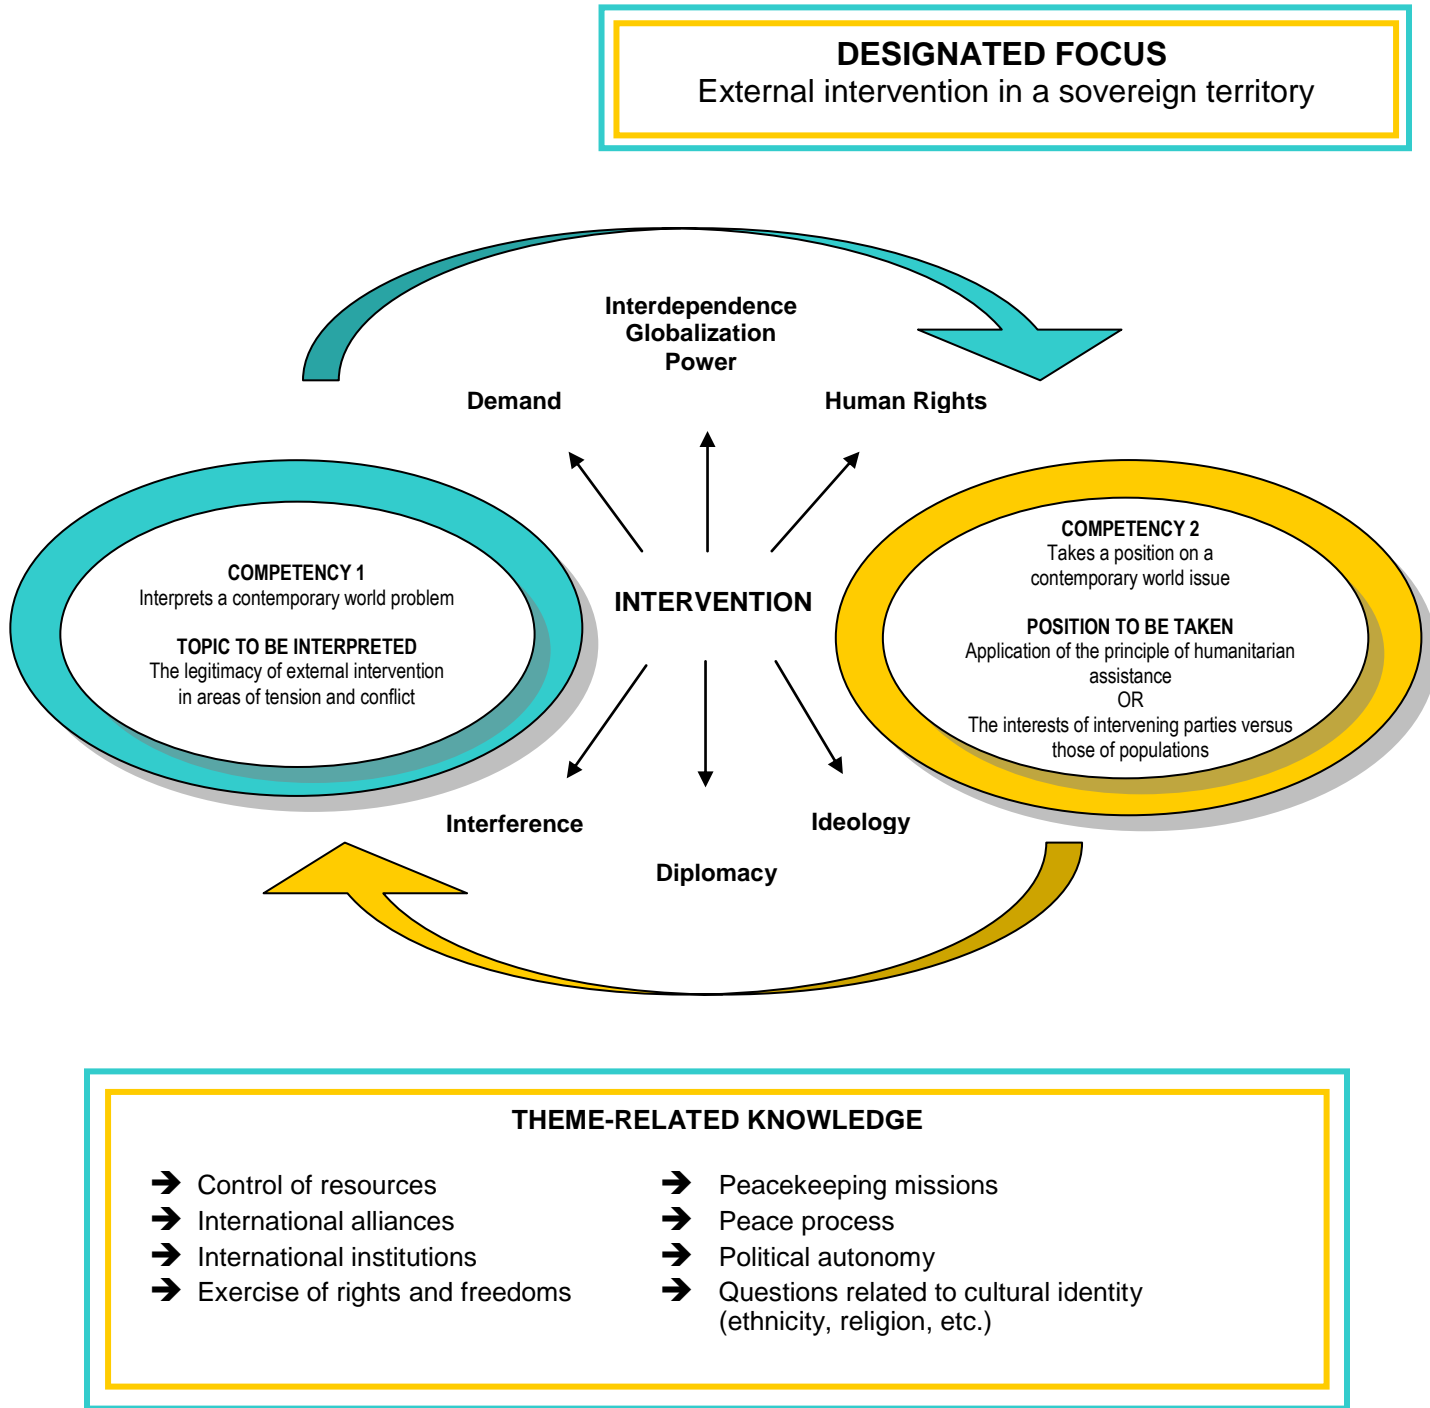 DESIGNATED FOCUS
External intervention in a sovereign territory
Interdependence
Globalization
Power
Demand
Human Rights
COMPETENCY 1
Interprets a contemporary world problem
TOPIC TO BE INTERPRETED
The legitimacy of external intervention
in areas of tension and conflict
INTERVENTION
COMPETENCY 2
Takes a position on a
contemporary world issue
POSITION TO BE TAKEN
Application of the principle of humanitarian
assistance
OR
The interests of intervening parties versus
those of populations
Interference
Ideology
Diplomacy
THEME-RELATED KNOWLEDGE
➔ Control of resources
➔ International alliances
➔ International institutions
➔ Exercise of rights and freedoms
➔ Peacekeeping missions
➔ Peace process
➔ Political autonomy
➔ Questions related to cultural identity
(ethnicity, religion, etc.)